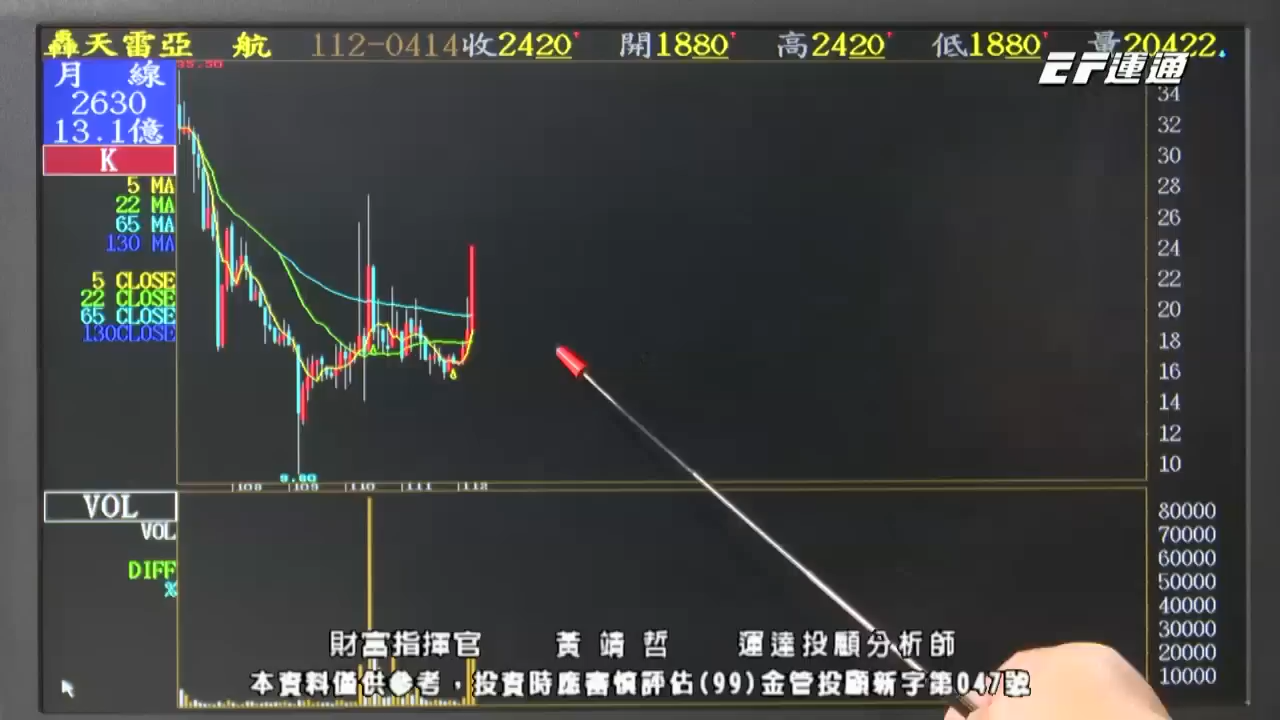 轟天雷亞 航 112-0414收2420 開1880 高2420 低1880 量20422
EF運通
月 線
2630
13.1億
K
5 MA
22 MA
65 MA
130 MA
5 CLOSE
22 CLOSE
65 CLOSE
130CLOSE
35.50
34
32
30
28
26
24
22
20
18
16
14
12
10
9.80
108 109 110 111 112
VOL
VOL
DIFF
%
80000
70000
60000
50000
40000
30000
20000
10000
財富指揮官 黃靖哲 運達投顧分析師
本資料僅供參考，投資時應審慎評估(99)金管投顧新字第047號